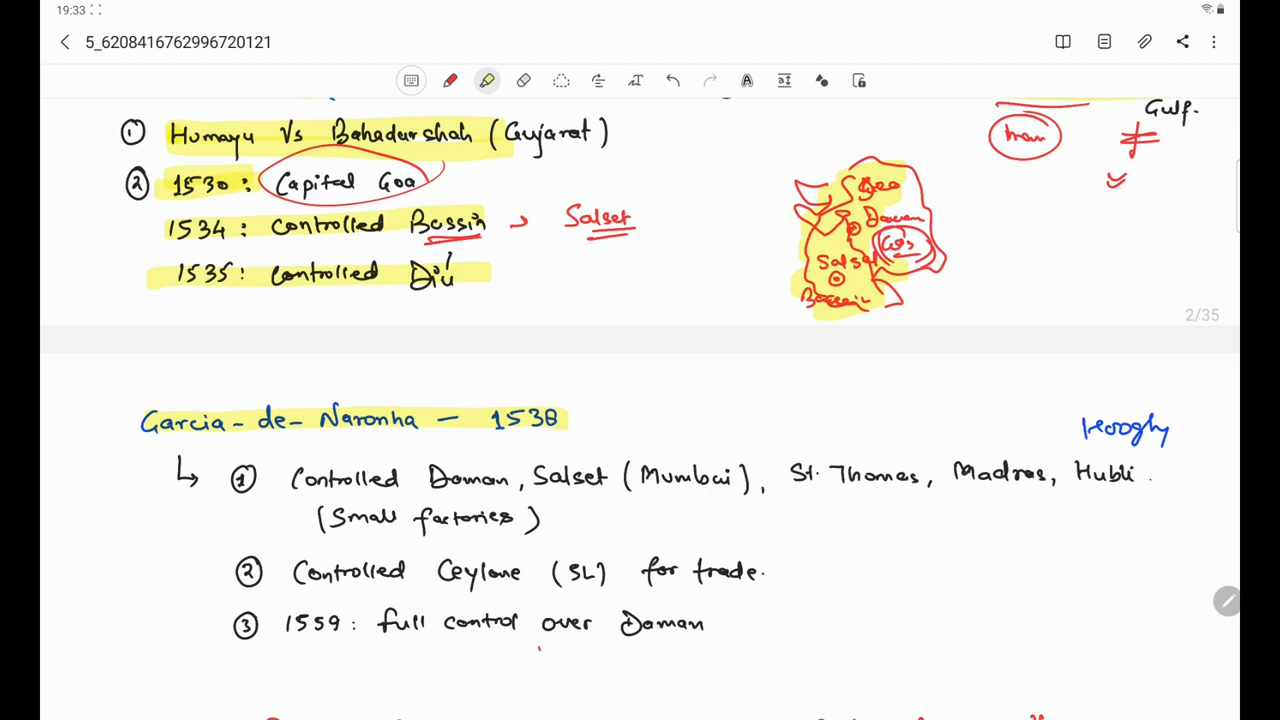 19:33
5_6208416762996720121
Gulf.
① Humayu Vs Bahadurshah (Gujarat)
Iran
② 1530: Capital Goa
1534: Controlled Bassin → Salset
1535: Controlled Diu
Daman
Goa
Salset
Bassein
2/35
Garcia-de-Naronha - 1538
Hooghly
① Controlled Daman, Salset (Mumbai), St. Thomas, Madras, Hubli.
(Small factories)
② Controlled Ceylone (SL) for trade.
③ 1559: full control over Daman